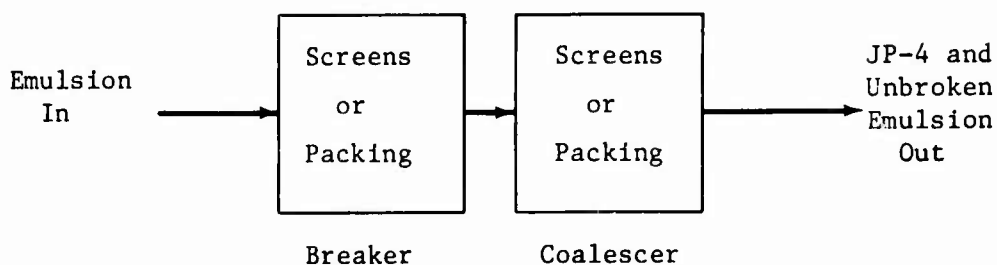 Emulsion
In
Screens
or
Packing
Breaker
Screens
or
Packing
Coalescer
JP-4 and
Unbroken
Emulsion
Out